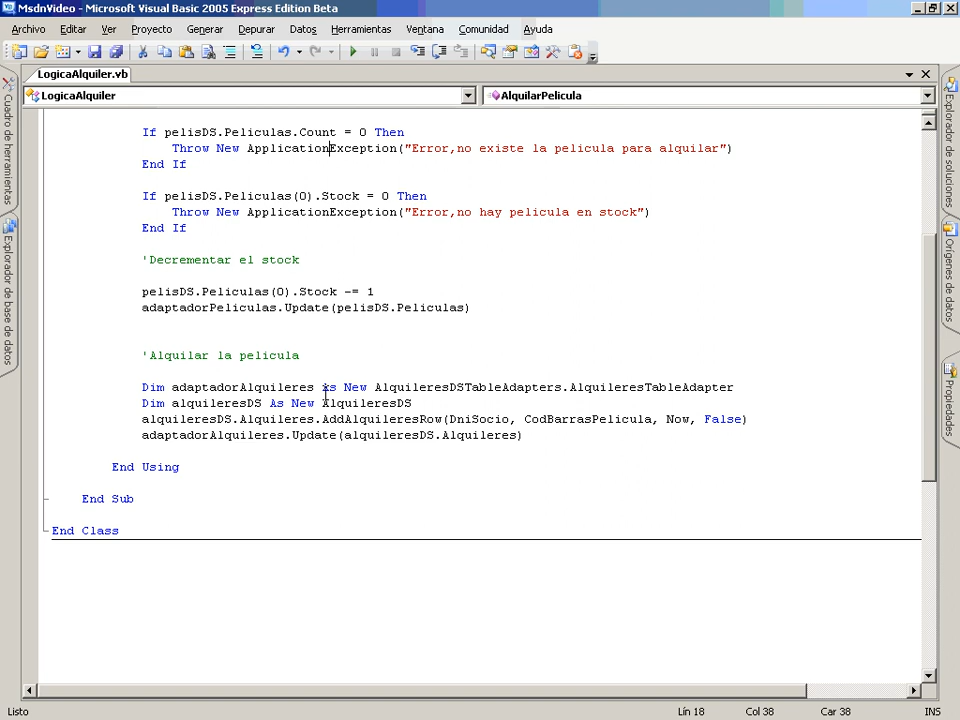 MsdnVideo - Microsoft Visual Basic 2005 Express Edition Beta
Archivo Editar Ver Proyecto Generar Depurar Datos Herramientas Ventana Comunidad Ayuda
LogicaAlquiler.vb
LogicaAlquiler AlquilarPelicula
If pelisDS.Peliculas.Count = 0 Then
Throw New ApplicationException("Error,no existe la pelicula para alquilar")
End If
If pelisDS.Peliculas(0).Stock = 0 Then
Throw New ApplicationException("Error,no hay pelicula en stock")
End If
'Decrementar el stock
pelisDS.Peliculas(0).Stock -= 1
adaptadorPeliculas.Update(pelisDS.Peliculas)
'Alquilar la pelicula
Dim adaptadorAlquileres As New AlquileresDSTableAdapters.AlquileresTableAdapter
Dim alquileresDS As New AlquileresDS
alquileresDS.Alquileres.AddAlquileresRow(DniSocio, CodBarrasPelicula, Now, False)
adaptadorAlquileres.Update(alquileresDS.Alquileres)
End Using
End Sub
End Class
Cuadro de herramientas
Explorador de base de datos
Explorador de soluciones
Orígenes de datos
Propiedades
Listo Lín 18 Col 38 Car 38 INS